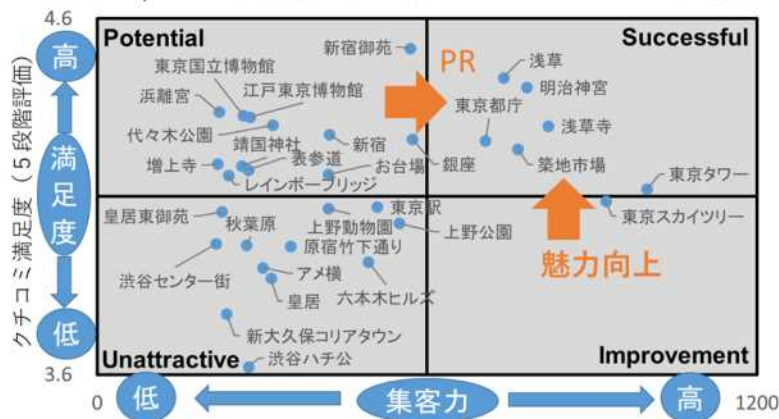 4.6
Potential
Successful
高
新宿御苑
PR
浅草
東京国立博物館
明治神宮
浜離宮
江戸東京博物館
東京都庁
代々木公園
浅草寺
靖国神社
新宿
増上寺
表参道
お台場
銀座
築地市場
レインボーブリッジ
東京タワー
クチコミ満足度(5段階評価)
満足度
皇居東御苑
秋葉原
上野動物園
東京駅
東京スカイツリー
上野公園
原宿竹下通り
魅力向上
渋谷センター街
アメ横
皇居
六本木ヒルズ
低
新大久保コリアタウン
Unattractive
渋谷ハチ公
Improvement
3.6
0
低
集客力
高
1200